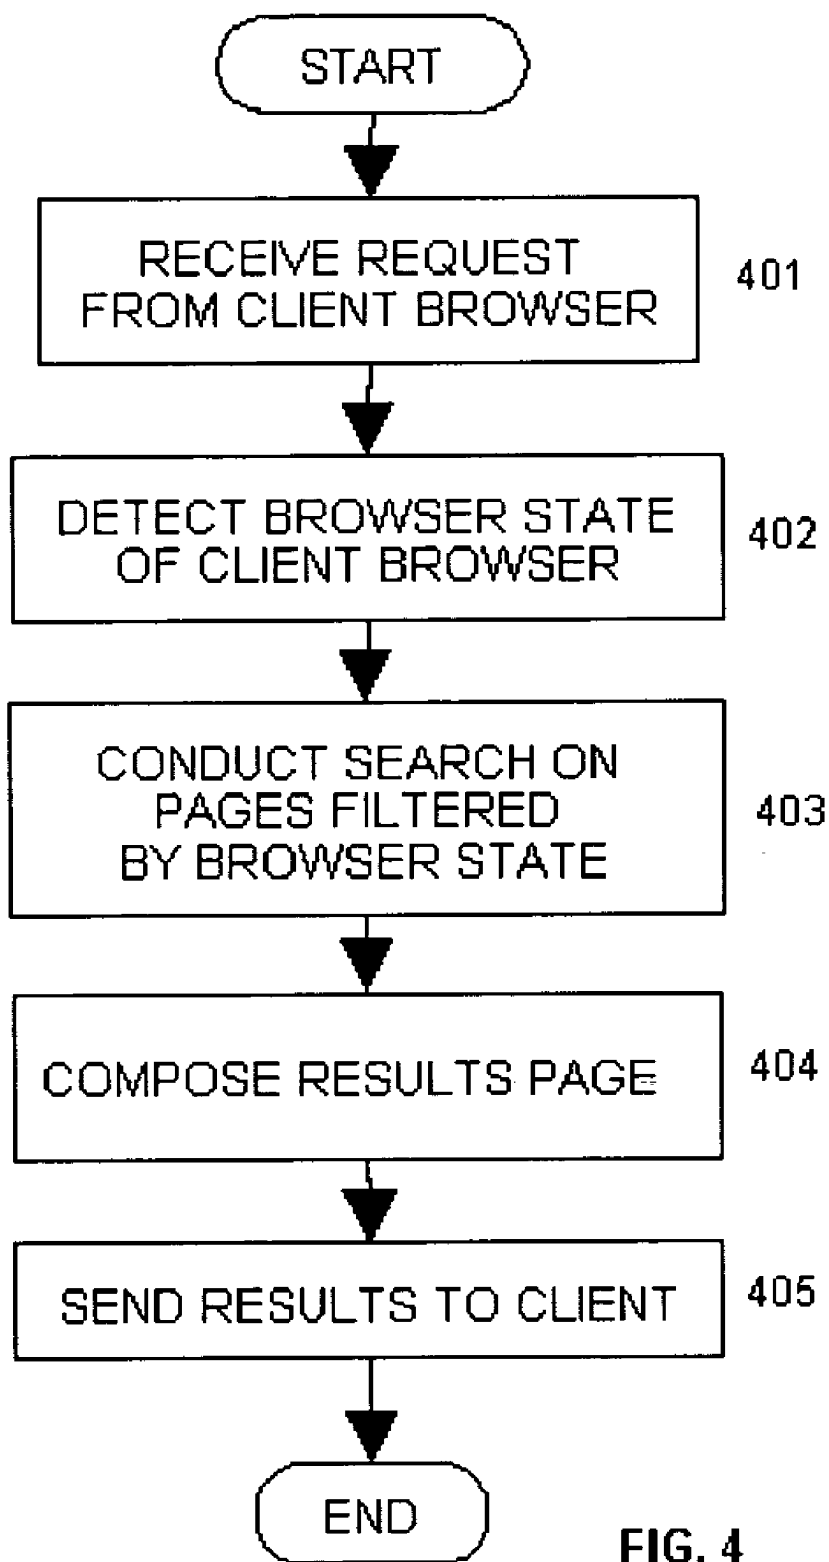 START
RECEIVE REQUEST
FROM CLIENT BROWSER
401
DETECT BROWSER STATE
OF CLIENT BROWSER
402
CONDUCT SEARCH ON
PAGES FILTERED
BY BROWSER STATE
403
COMPOSE RESULTS PAGE
404
SEND RESULTS TO CLIENT
405
END
FIG. 4